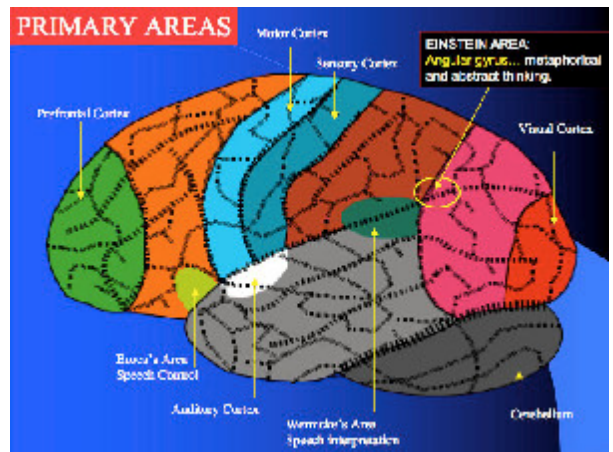 PRIMARY AREAS
Motor Cortex
Sensory Cortex
EINSTEIN AREA:
Angular gyrus... metaphorical
and abstract thinking.
Prefrontal Cortex
Visual Cortex
Broca's Area
Speech Control
Auditory Cortex
Wernicke's Area
Speech interpretation
Cerebellum